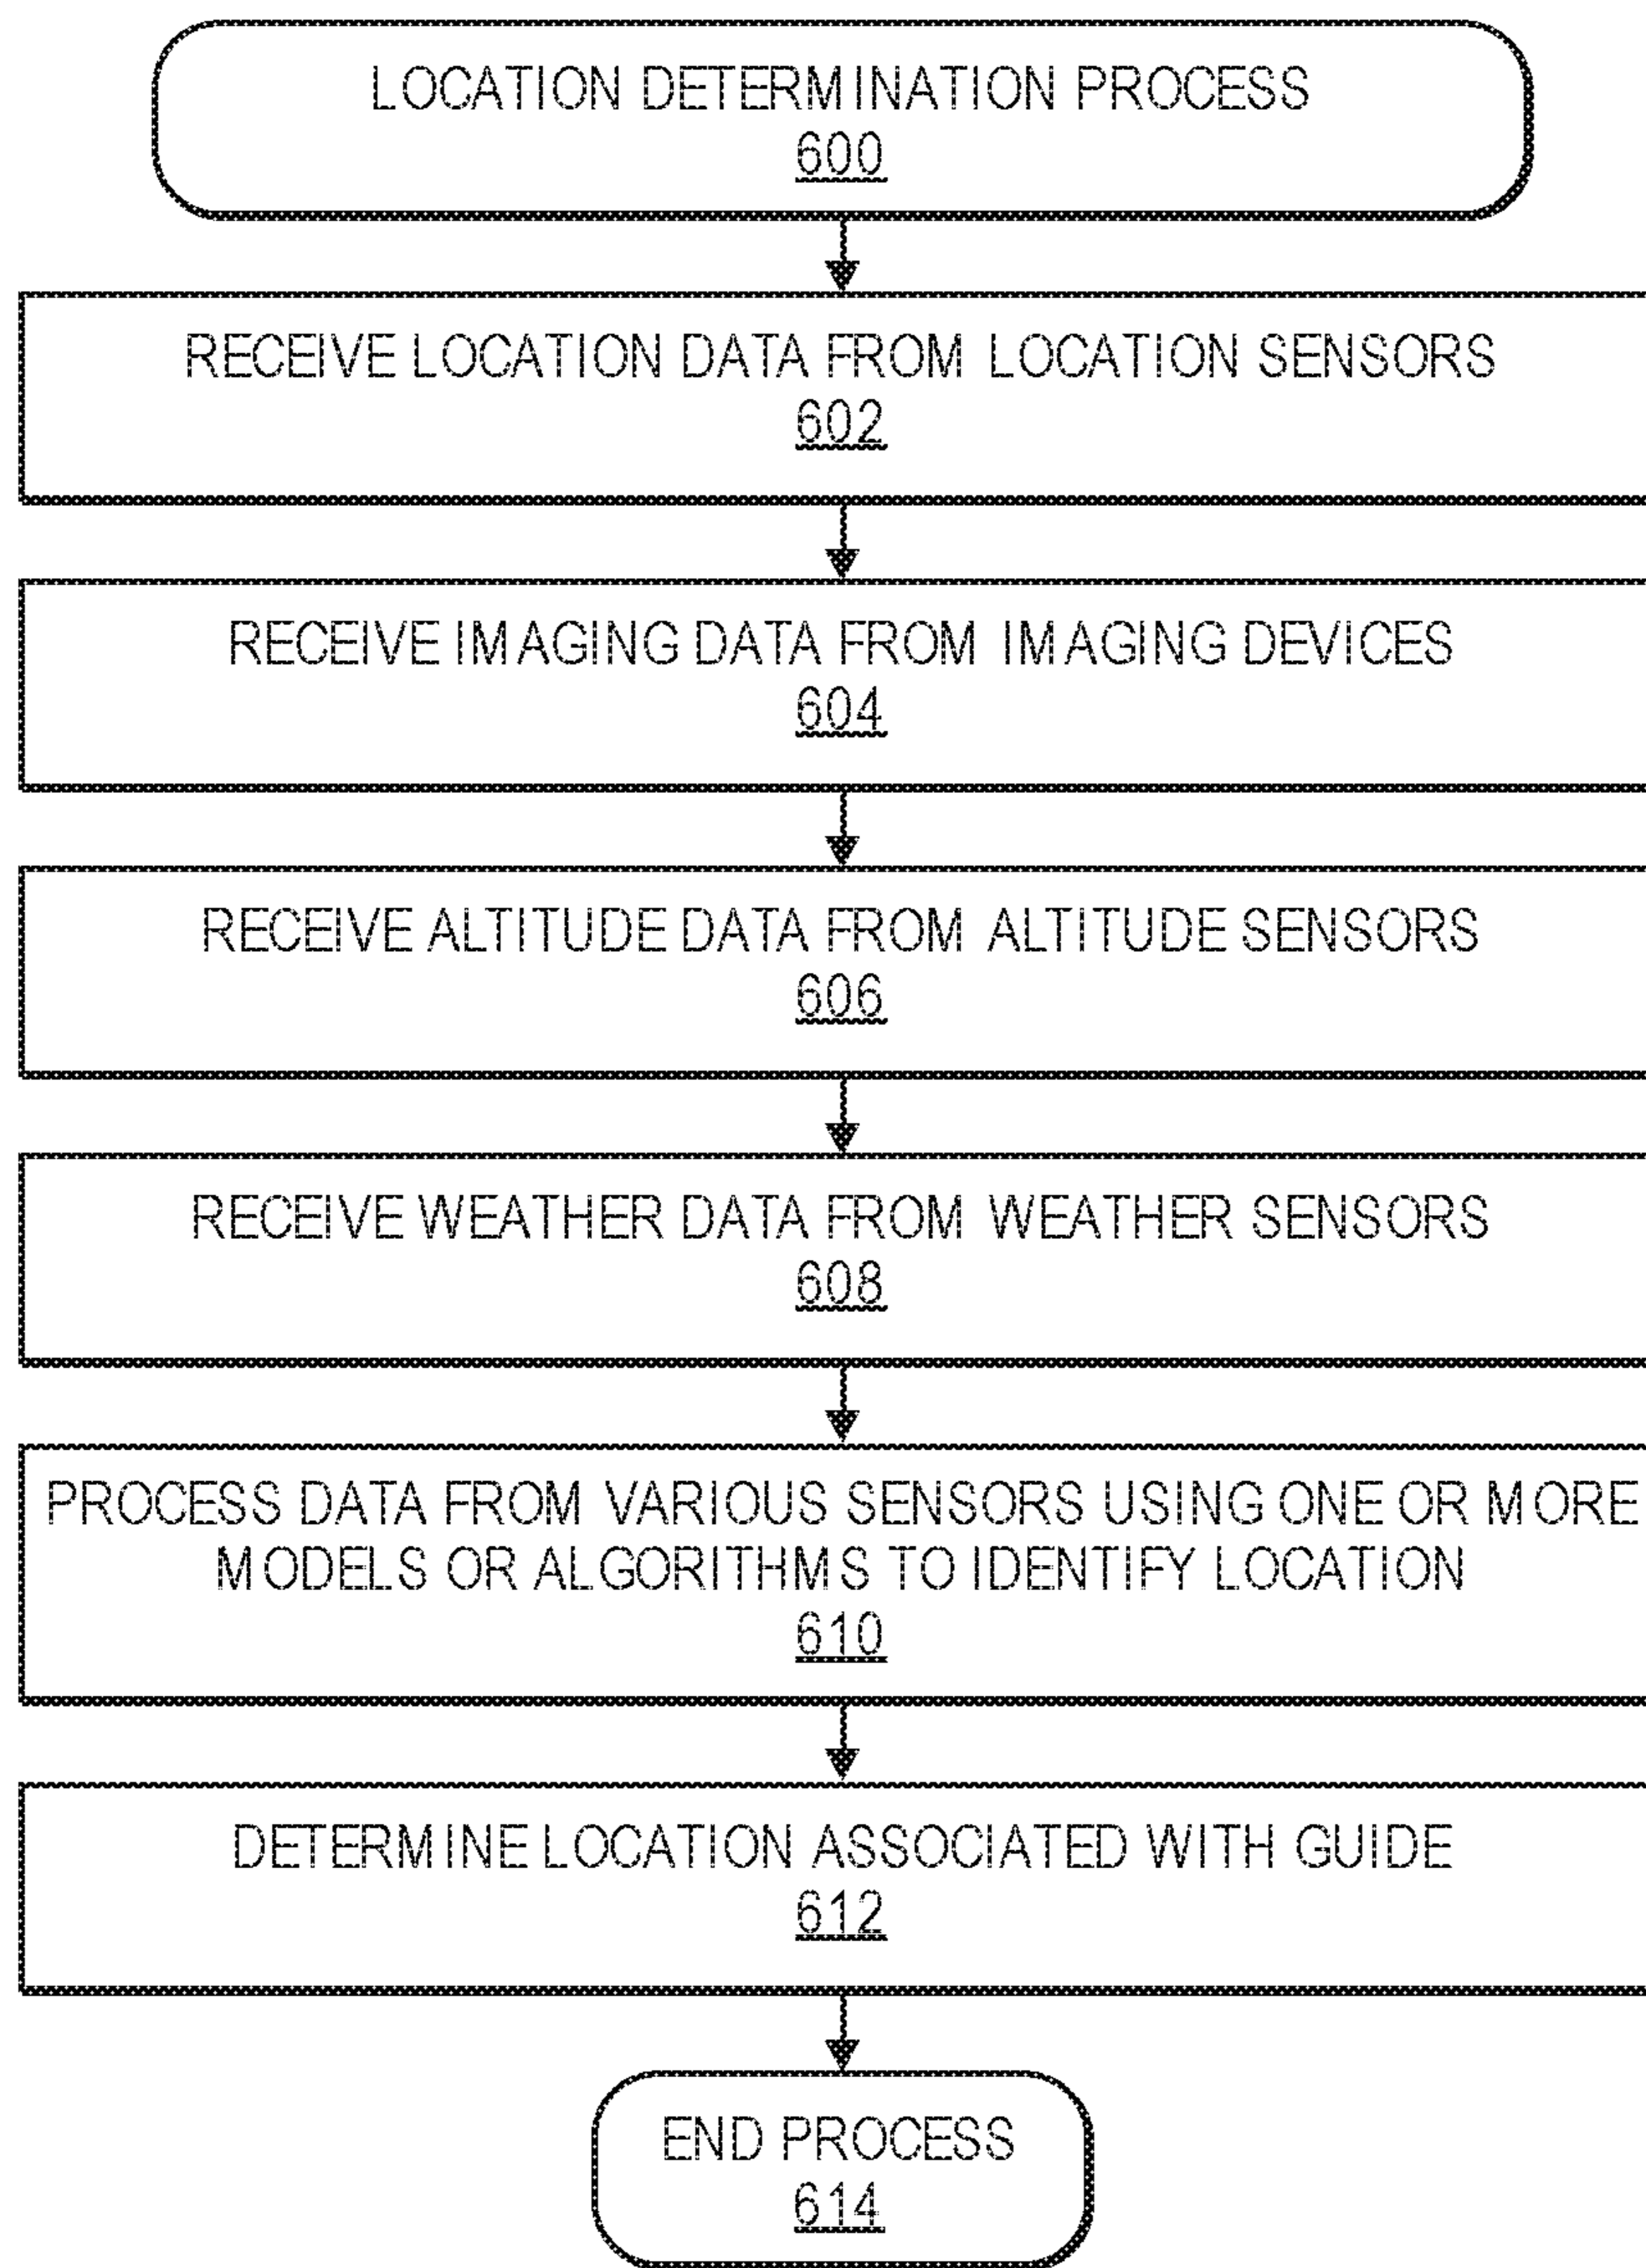 LOCATION DETERMINATION PROCESS
600
RECEIVE LOCATION DATA FROM LOCATION SENSORS
602
RECEIVE IMAGING DATA FROM IMAGING DEVICES
604
RECEIVE ALTITUDE DATA FROM ALTITUDE SENSORS
606
RECEIVE WEATHER DATA FROM WEATHER SENSORS
608
PROCESS DATA FROM VARIOUS SENSORS USING ONE OR MORE
MODELS OR ALGORITHMS TO IDENTIFY LOCATION
610
DETERMINE LOCATION ASSOCIATED WITH GUIDE
612
END PROCESS
614